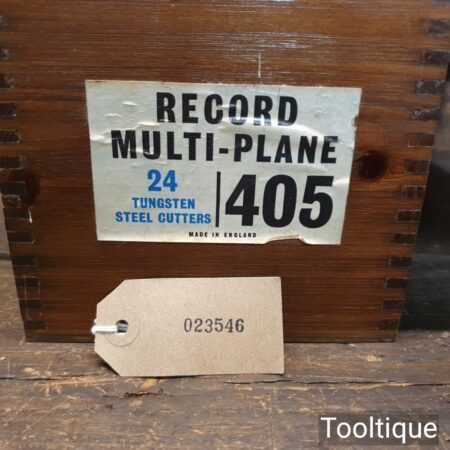 RECORD
MULTI-PLANE
24
TUNGSTEN
STEEL CUTTERS
405
MADE IN ENGLAND
023546
Tooltique